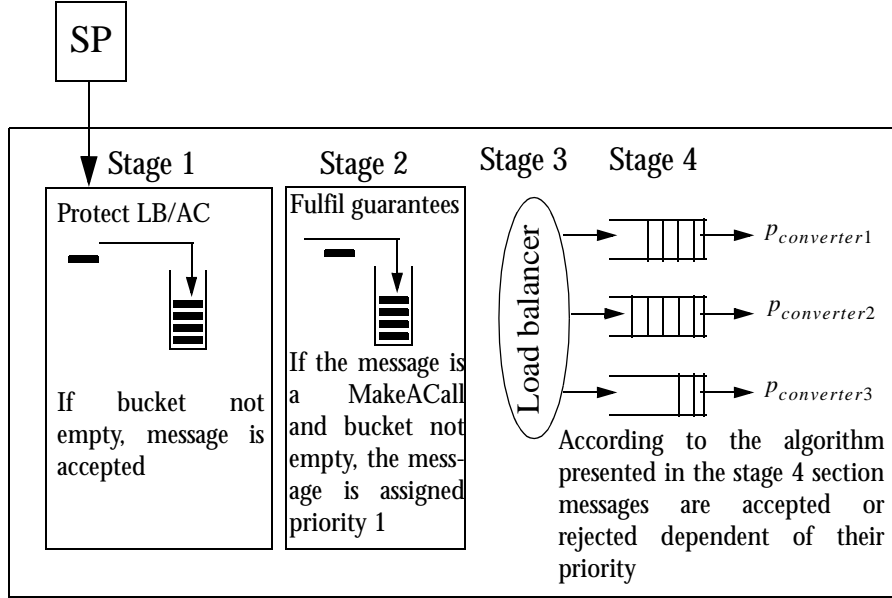 SP
Stage 1
Protect LB/AC
If bucket not
empty, message is
accepted
Stage 2
Fulfil guarantees
If the message is
a MakeACall
and bucket not
empty, the mess-
age is assigned
priority 1
Stage 3
Load balancer
Stage 4
p converter1
p converter2
p converter3
According to the algorithm
presented in the stage 4 section
messages are accepted or
rejected dependent of their
priority